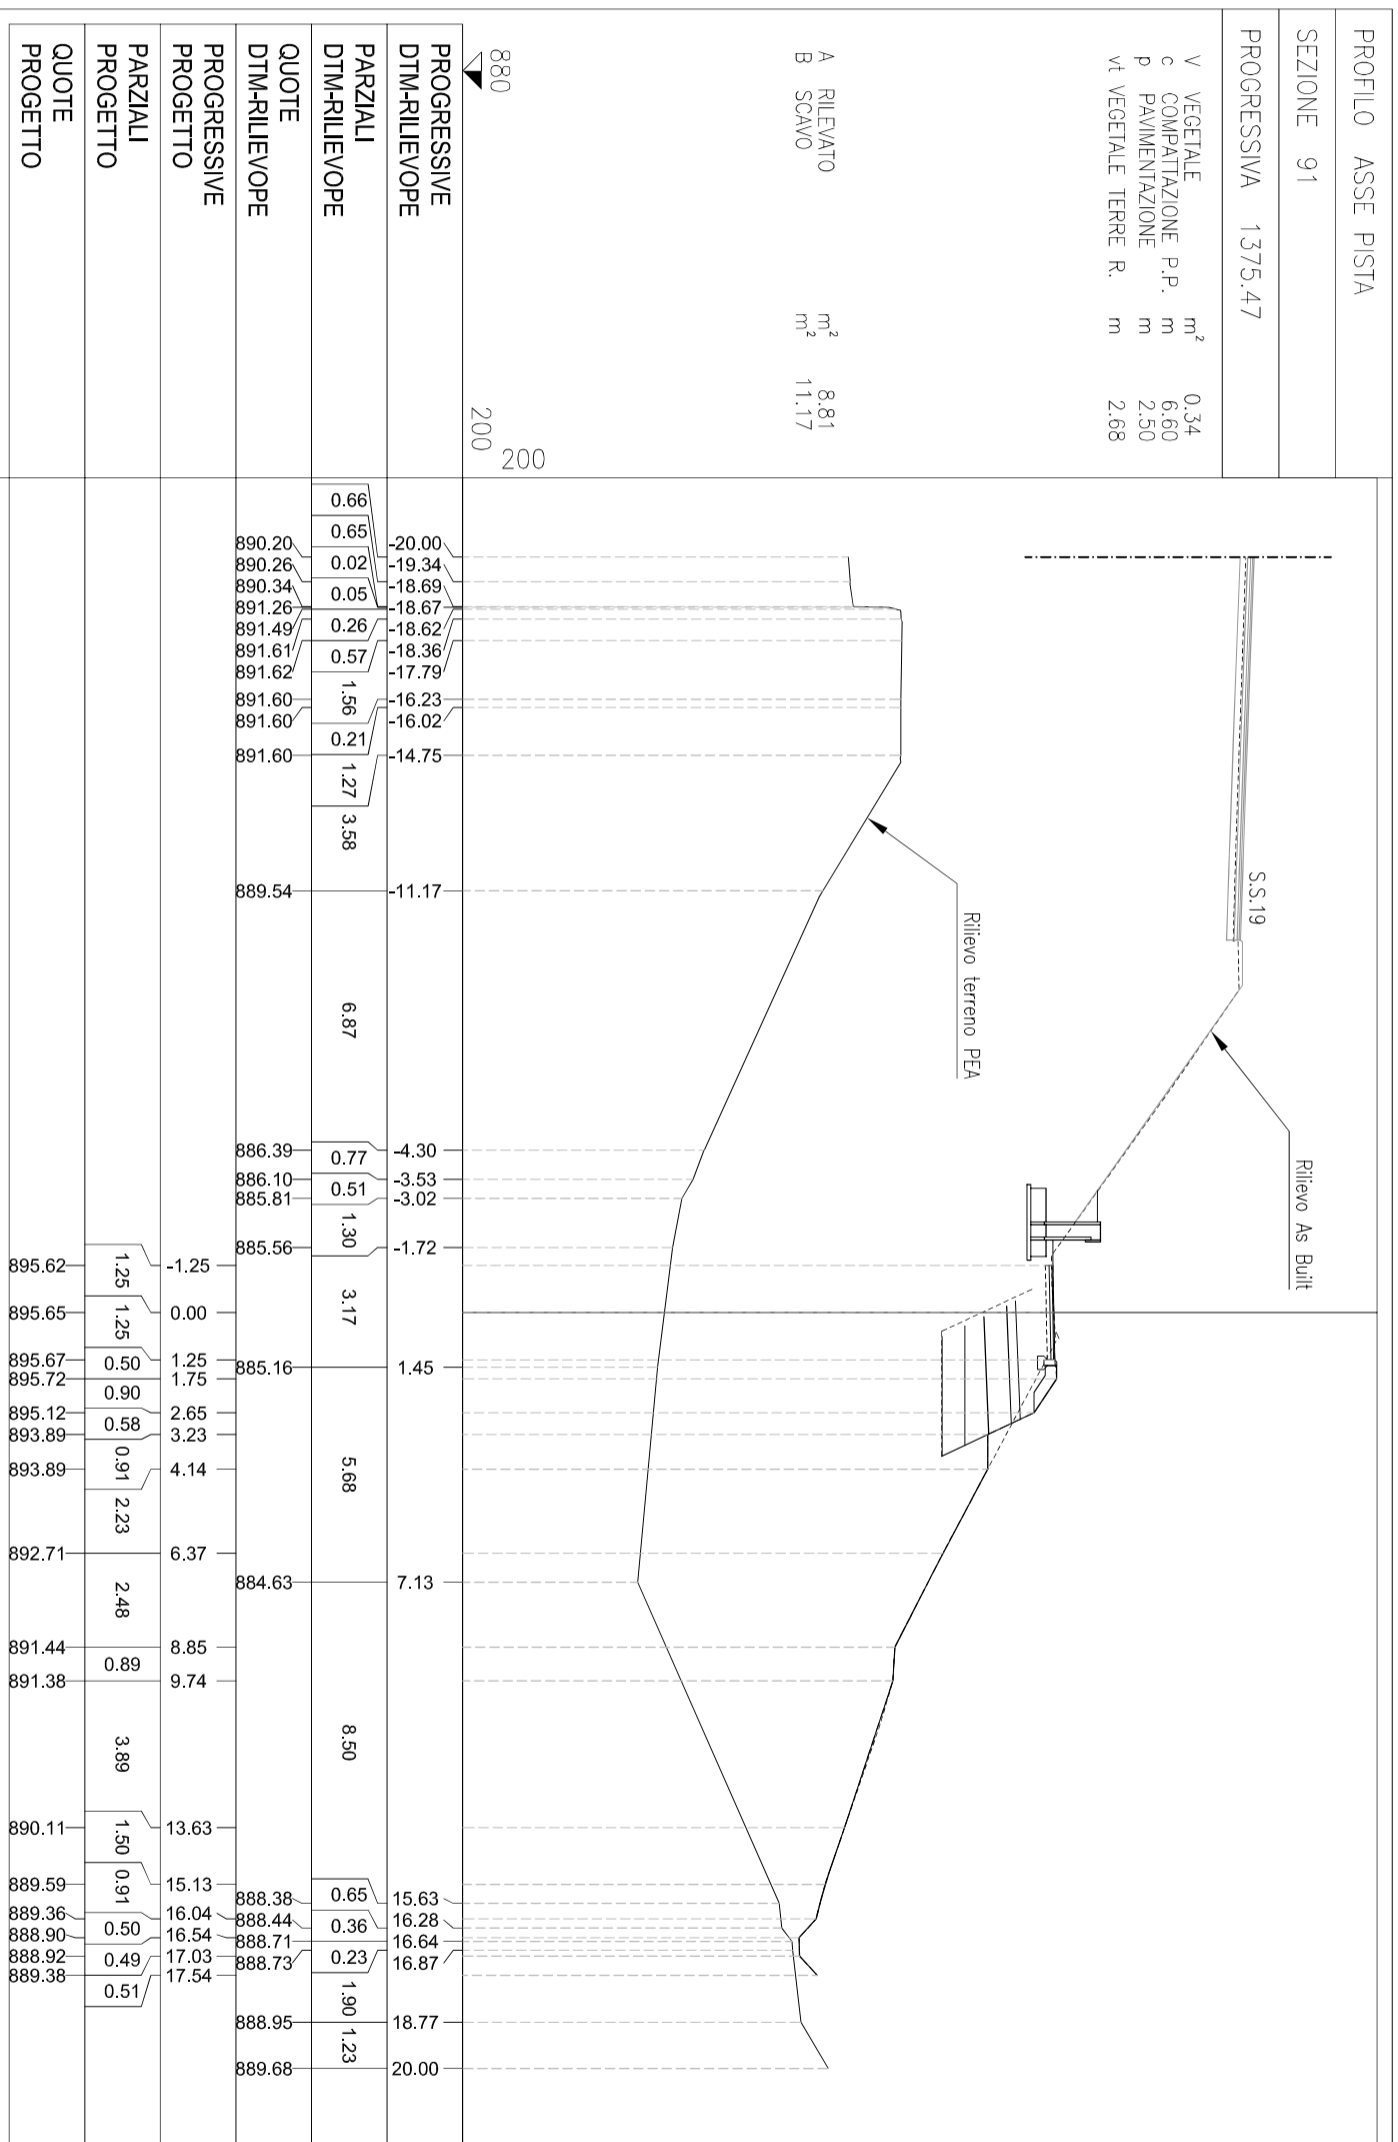 PROFILO ASSE PISTA
SEZIONE 91
PROGRESSIVA 1375.47
V VEGETALE m² 0.34
c COMPATTAZIONE P.P. m 6.60
p PAVIMENTAZIONE m 2.50
vt VEGETALE TERRE R. m 2.68
A RILEVATO m² 8.81
B SCAVO m² 11.17
S.S.19
Rilievo As Built
Rilievo terreno PEA
880
200
200
PROGRESSIVE
DTM-RILIEVOPE
-20.00 -19.34 -18.69 -18.67 -18.62 -18.36 -17.79 -16.23 -16.02 -14.75 -11.17 -4.30 -3.53 -3.02 -1.72 1.45 7.13 15.63 16.28 16.64 16.87 18.77 20.00
PARZIALI
DTM-RILIEVOPE
0.66 0.65 0.02 0.05 0.26 0.57 1.56 0.21 1.27 3.58 6.87 0.77 0.51 1.30 3.17 5.68 8.50 0.65 0.36 0.23 1.90 1.23
QUOTE
DTM-RILIEVOPE
890.20 890.26 890.34 891.26 891.49 891.61 891.62 891.60 891.60 891.60 889.54 886.39 886.10 885.81 885.56 885.16 884.63 888.38 888.44 888.71 888.73 888.95 889.68
PROGRESSIVE
PROGETTO
-1.25 0.00 1.25 1.75 2.65 3.23 4.14 6.37 8.85 9.74 13.63 15.13 16.04 16.54 17.03 17.54
PARZIALI
PROGETTO
1.25 1.25 0.50 0.90 0.58 0.91 2.23 2.48 0.89 3.89 1.50 0.91 0.50 0.49 0.51
QUOTE
PROGETTO
895.62 895.65 895.67 895.72 895.12 893.89 893.89 892.71 891.44 891.38 890.11 889.59 889.36 888.90 888.92 889.38